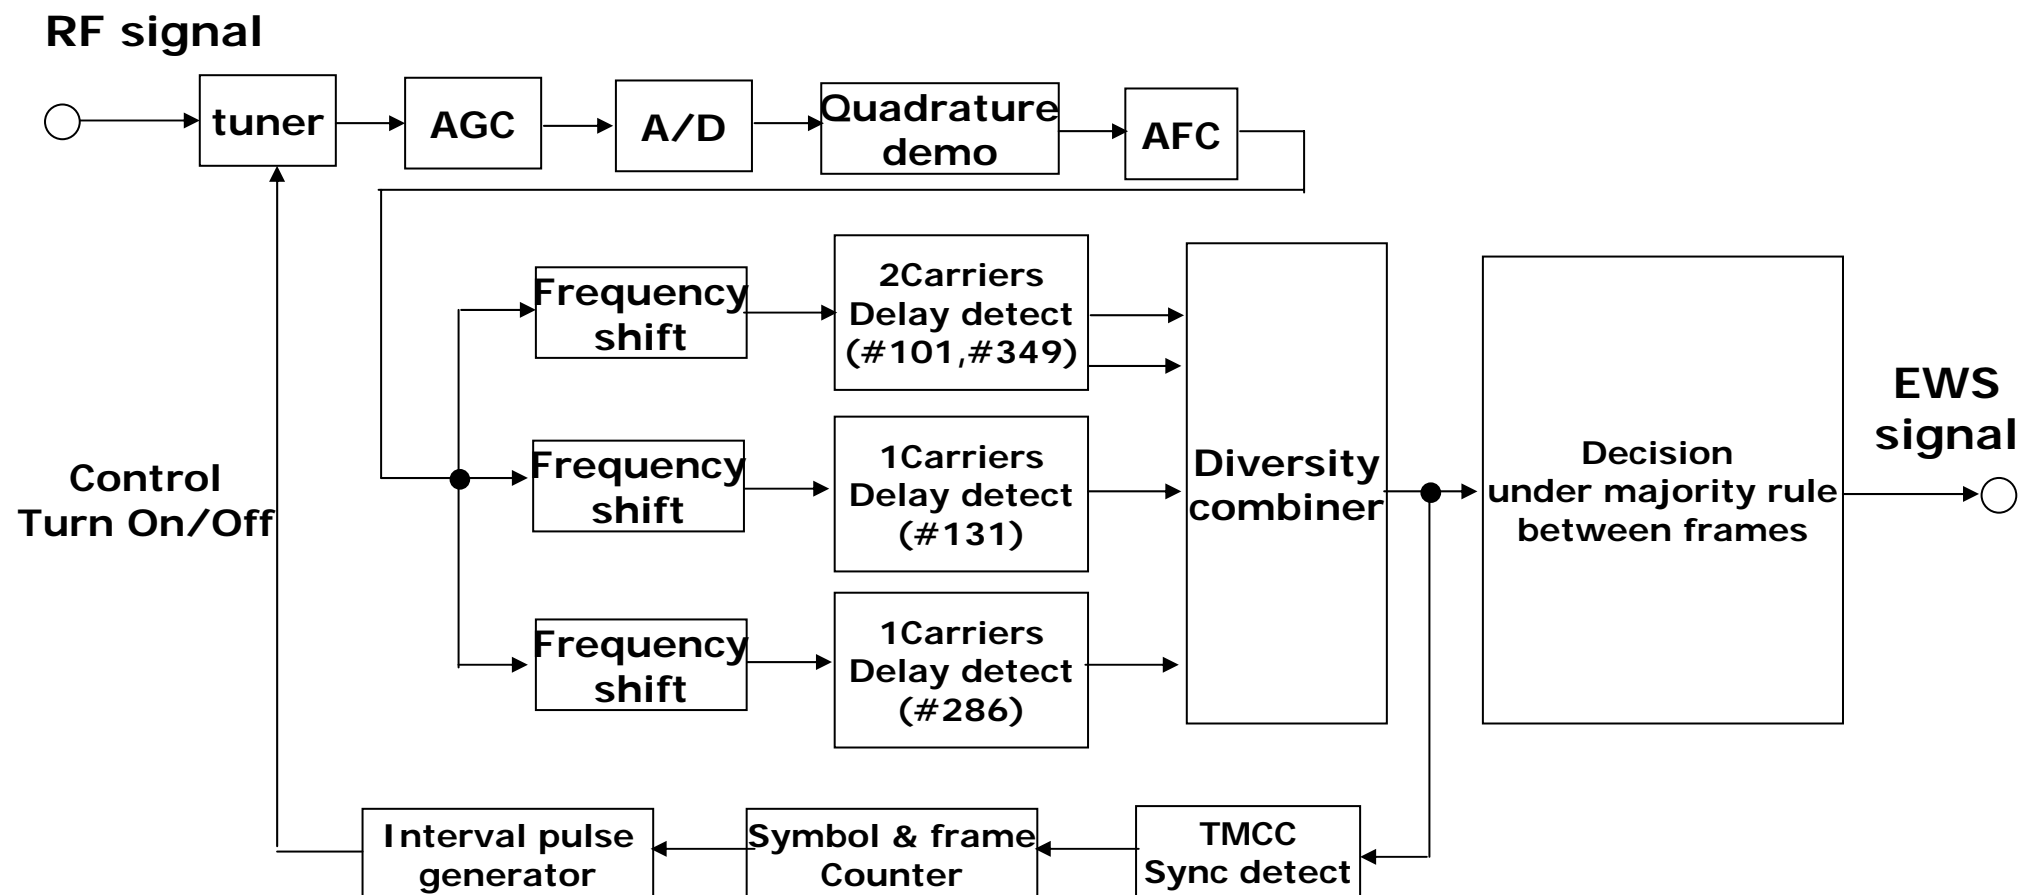 RF signal
tuner
AGC
A/D
Quadrature
demo
AFC
Frequency
shift
2Carriers
Delay detect
(#101,#349)
Frequency
shift
1Carriers
Delay detect
(#131)
Frequency
shift
1Carriers
Delay detect
(#286)
Diversity
combiner
Decision
under majority rule
between frames
EWS
signal
Control
Turn On/Off
Interval pulse
generator
Symbol & frame
Counter
TMCC
Sync detect